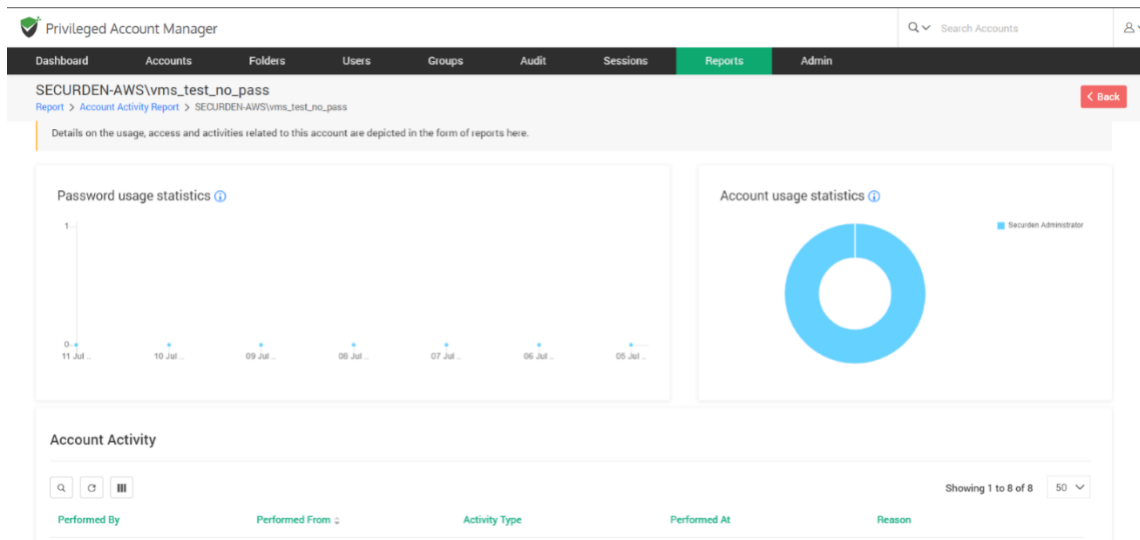 Privileged Account Manager
Search Accounts
Dashboard Accounts Folders Users Groups Audit Sessions Reports Admin
SECURDEN-AWS\vms_test_no_pass
Report > Account Activity Report > SECURDEN-AWS\vms_test_no_pass
< Back
Details on the usage, access and activities related to this account are depicted in the form of reports here.
Password usage statistics
1
0
11 Jul ... 10 Jul ... 09 Jul ... 08 Jul ... 07 Jul ... 06 Jul ... 05 Jul ...
Account usage statistics
Securden Administrator
Account Activity
Showing 1 to 8 of 8 50
Performed By Performed From Activity Type Performed At Reason